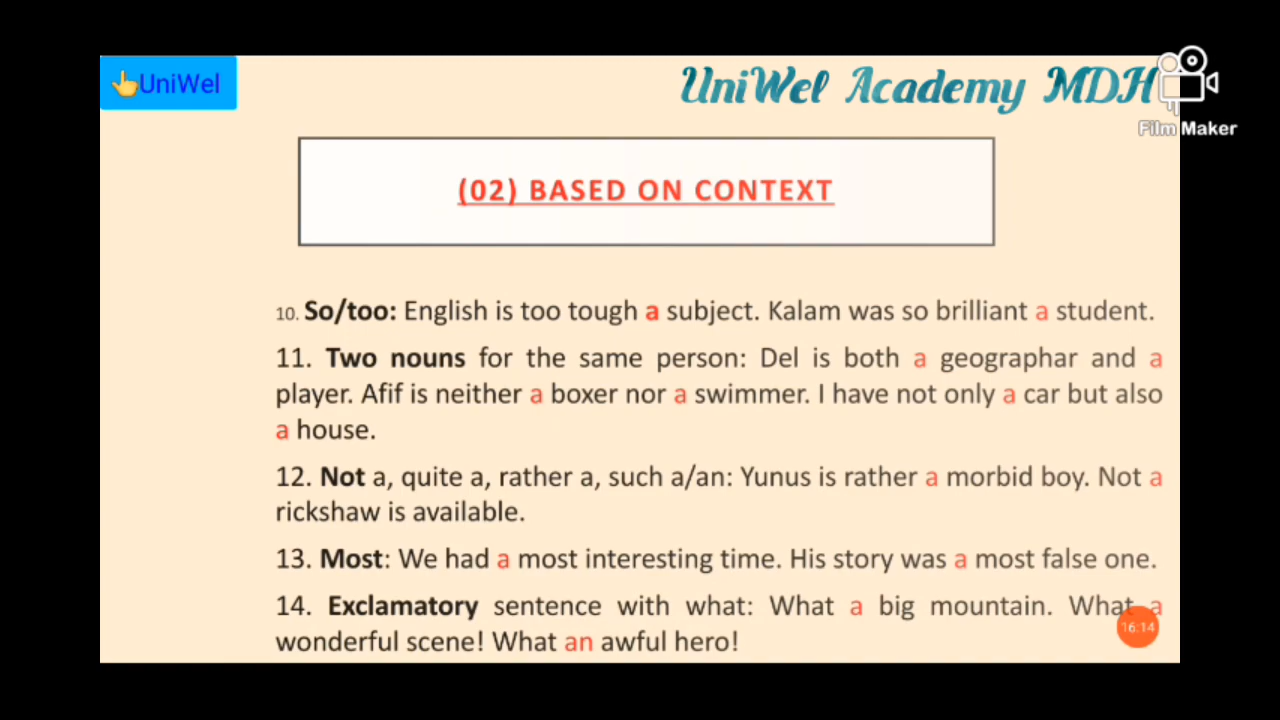 👆UniWel
UniWel Academy MDH
Film Maker
(02) BASED ON CONTEXT
10. So/too: English is too tough a subject. Kalam was so brilliant a student.
11. Two nouns for the same person: Del is both a geographar and a
player. Afif is neither a boxer nor a swimmer. I have not only a car but also
a house.
12. Not a, quite a, rather a, such a/an: Yunus is rather a morbid boy. Not a
rickshaw is available.
13. Most: We had a most interesting time. His story was a most false one.
14. Exclamatory sentence with what: What a big mountain. What a
wonderful scene! What an awful hero!
16:14